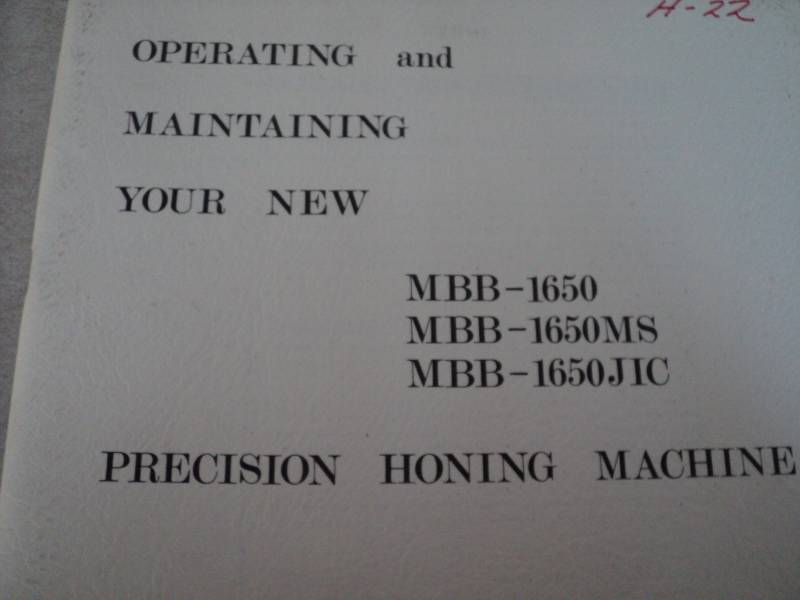 H-22
OPERATING and
MAINTAINING
YOUR NEW
MBB-1650
MBB-1650MS
MBB-1650JIC
PRECISION HONING MACHINE